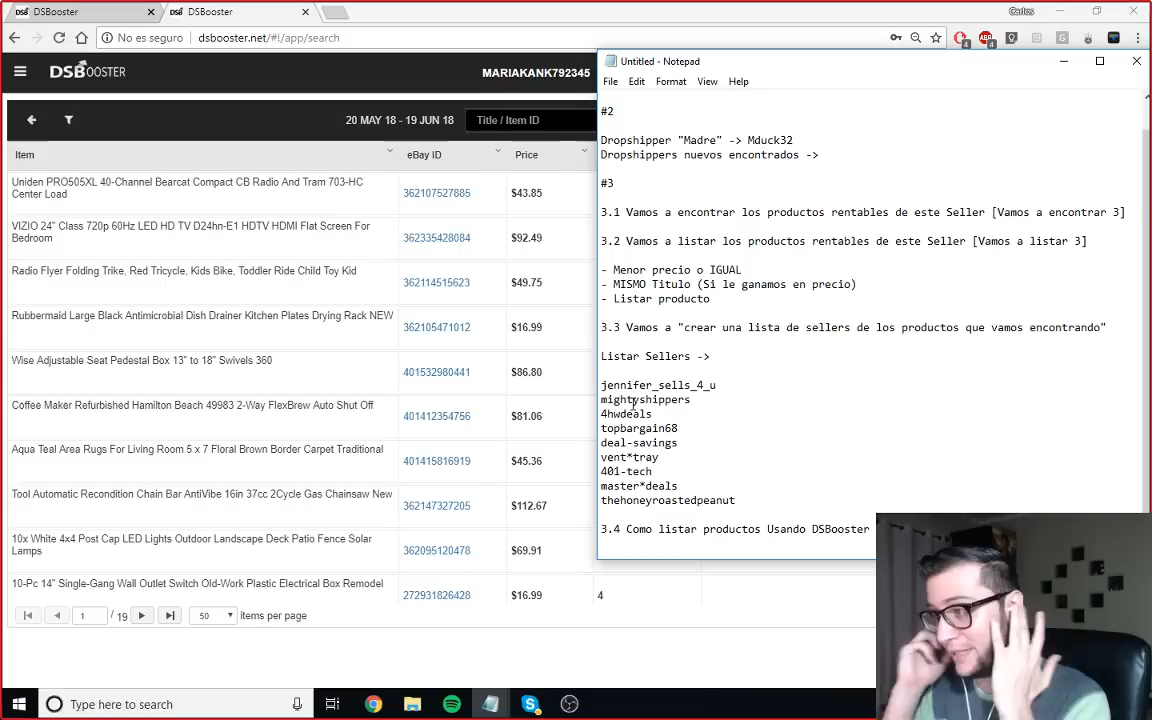 DSBooster
DSBooster
Carlos
No es seguro
dsbooster.net/#!/app/search
DSBOOSTER
MARIAKANK792345
20 MAY 18 - 19 JUN 18
Title / Item ID
Item
eBay ID
Price
Uniden PRO505XL 40-Channel Bearcat Compact CB Radio And Tram 703-HC
Center Load
362107527885
$43.85
VIZIO 24" Class 720p 60Hz LED HD TV D24hn-E1 HDTV HDMI Flat Screen For
Bedroom
362335428084
$92.49
Radio Flyer Folding Trike, Red Tricycle, Kids Bike, Toddler Ride Child Toy Kid
362114515623
$49.75
Rubbermaid Large Black Antimicrobial Dish Drainer Kitchen Plates Drying Rack NEW
362105471012
$16.99
Wise Adjustable Seat Pedestal Box 13" to 18" Swivels 360
401532980441
$86.80
Coffee Maker Refurbished Hamilton Beach 49983 2-Way FlexBrew Auto Shut Off
401412354756
$81.06
Aqua Teal Area Rugs For Living Room 5 x 7 Floral Brown Border Carpet Traditional
401415816919
$45.36
Tool Automatic Recondition Chain Bar AntiVibe 16in 37cc 2Cycle Gas Chainsaw New
362147327205
$112.67
10x White 4x4 Post Cap LED Lights Outdoor Landscape Deck Patio Fence Solar
Lamps
362095120478
$69.91
10-Pc 14" Single-Gang Wall Outlet Switch Old-Work Plastic Electrical Box Remodel
272931826428
$16.99
4
1
/ 19
50
items per page
Untitled - Notepad
File Edit Format View Help
#2
Dropshipper "Madre" -> Mduck32
Dropshippers nuevos encontrados ->
#3
3.1 Vamos a encontrar los productos rentables de este Seller [Vamos a encontrar 3]
3.2 Vamos a listar los productos rentables de este Seller [Vamos a listar 3]
- Menor precio o IGUAL
- MISMO Titulo (Si le ganamos en precio)
- Listar producto
3.3 Vamos a "crear una lista de sellers de los productos que vamos encontrando"
Listar Sellers ->
jennifer_sells_4_u
mightyshippers
4hwdeals
topbargain68
deal-savings
vent*tray
401-tech
master*deals
thehoneyroastedpeanut
3.4 Como listar productos Usando DSBooster
Type here to search